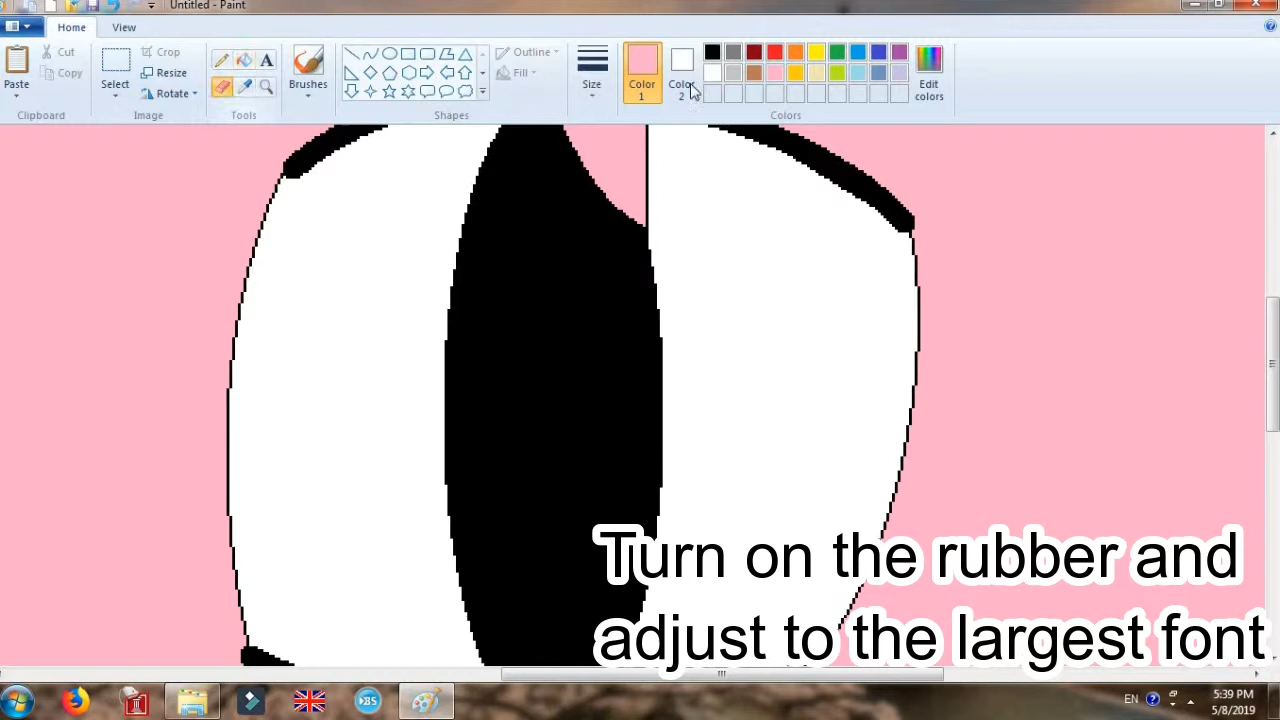 Untitled - Paint
Home View
Paste
Cut
Copy
Clipboard
Select
Crop
Resize
Rotate
Image
Tools
Brushes
Shapes
Outline
Fill
Size
Color 1
Color 2
Edit colors
Colors
Turn on the rubber and
adjust to the largest font
BS
EN
5:39 PM
5/8/2019